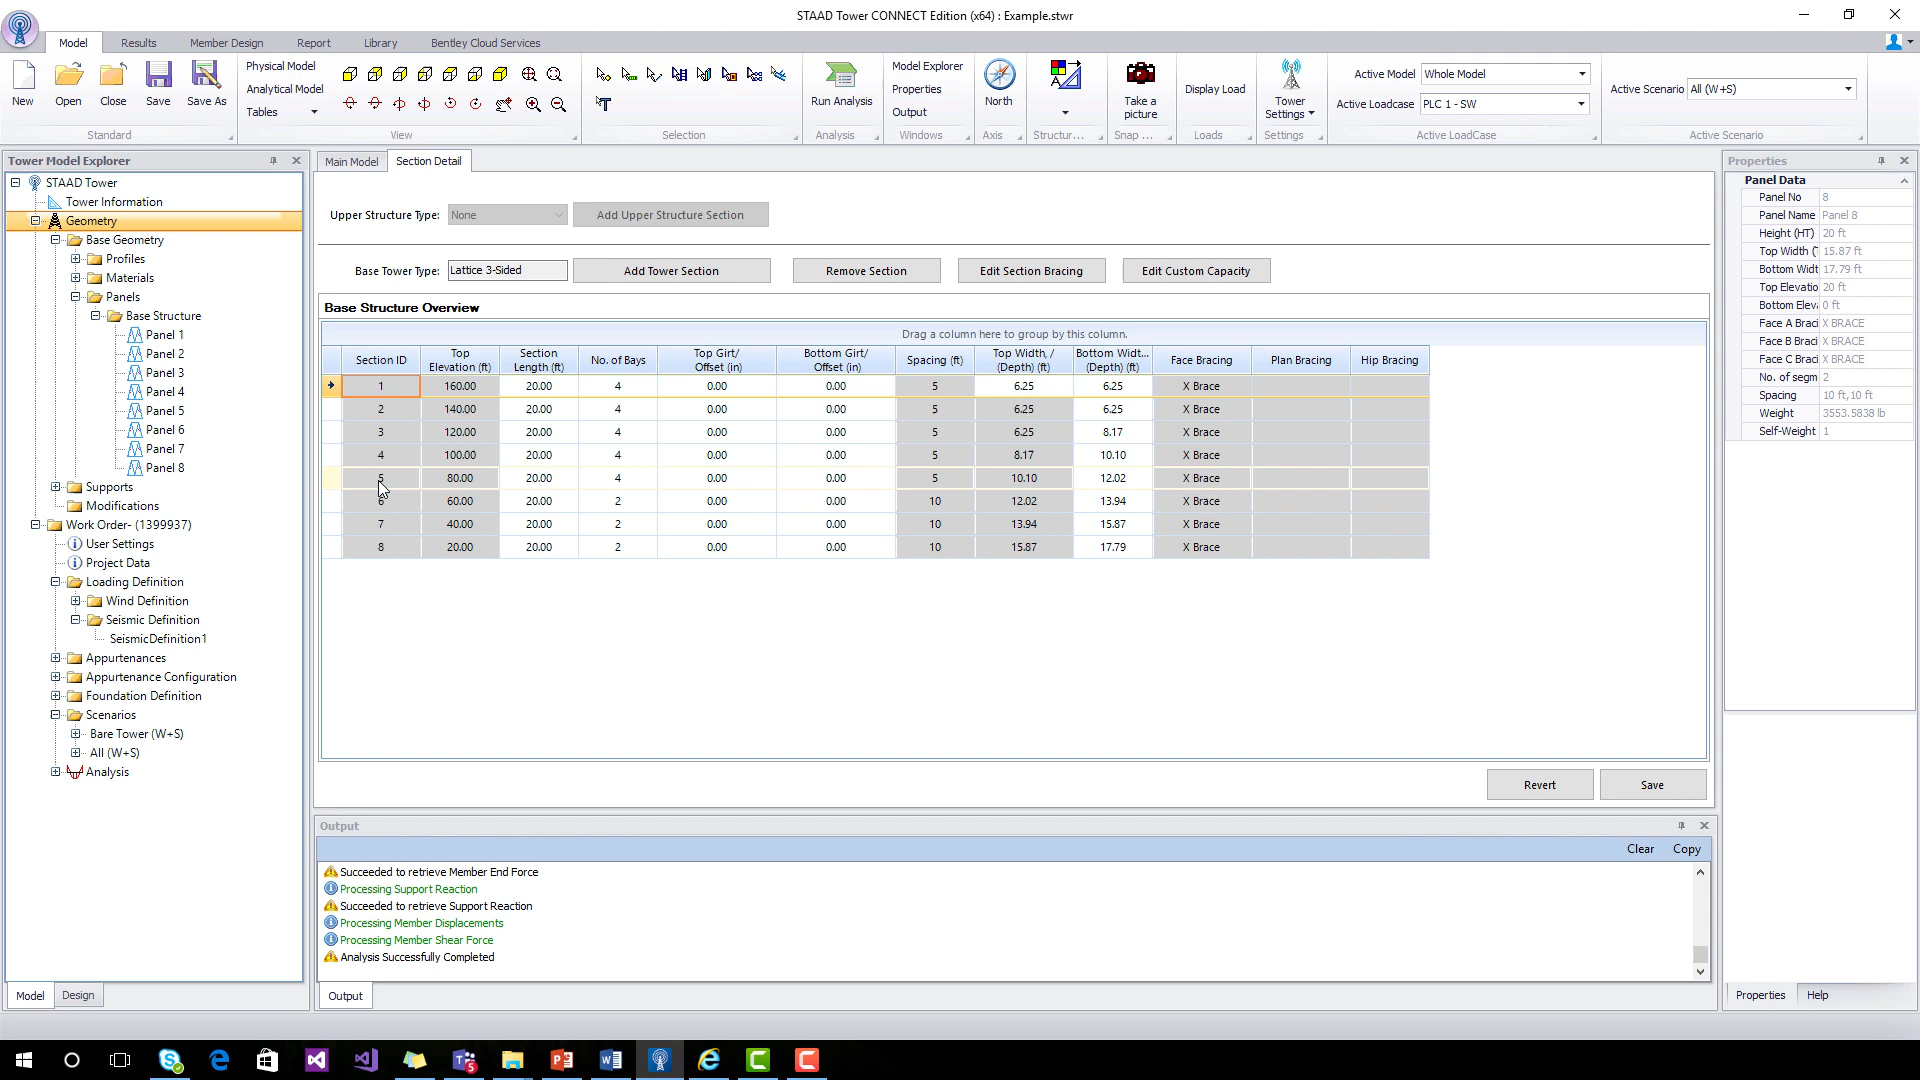 STAAD Tower CONNECT Edition (x64) : Example.stwr
Model Results Member Design Report Library Bentley Cloud Services
New Open Close Save Save As
Physical Model
Analytical Model
Tables
Run Analysis
Model Explorer
Properties
Output
North
Take a
picture
Display Load
Tower
Settings
Active Model Whole Model
Active Loadcase PLC 1 - SW
Active Scenario All (W+S)
Standard View Selection Analysis Windows Axis Structur... Snap ... Loads Settings Active LoadCase Active Scenario
Tower Model Explorer
STAAD Tower
Tower Information
Geometry
Base Geometry
Profiles
Materials
Panels
Base Structure
Panel 1
Panel 2
Panel 3
Panel 4
Panel 5
Panel 6
Panel 7
Panel 8
Supports
Modifications
Work Order- (1399937)
User Settings
Project Data
Loading Definition
Wind Definition
Seismic Definition
SeismicDefinition1
Appurtenances
Appurtenance Configuration
Foundation Definition
Scenarios
Bare Tower (W+S)
All (W+S)
Analysis
Model Design
Main Model Section Detail
Upper Structure Type: None Add Upper Structure Section
Base Tower Type: Lattice 3-Sided Add Tower Section Remove Section Edit Section Bracing Edit Custom Capacity
Base Structure Overview
Drag a column here to group by this column.
Section ID Top Elevation (ft) Section Length (ft) No. of Bays Top Girt/ Offset (in) Bottom Girt/ Offset (in) Spacing (ft) Top Width, / (Depth) (ft) Bottom Widt... (Depth) (ft) Face Bracing Plan Bracing Hip Bracing
1 160.00 20.00 4 0.00 0.00 5 6.25 6.25 X Brace
2 140.00 20.00 4 0.00 0.00 5 6.25 6.25 X Brace
3 120.00 20.00 4 0.00 0.00 5 6.25 8.17 X Brace
4 100.00 20.00 4 0.00 0.00 5 8.17 10.10 X Brace
5 80.00 20.00 4 0.00 0.00 5 10.10 12.02 X Brace
6 60.00 20.00 2 0.00 0.00 10 12.02 13.94 X Brace
7 40.00 20.00 2 0.00 0.00 10 13.94 15.87 X Brace
8 20.00 20.00 2 0.00 0.00 10 15.87 17.79 X Brace
Revert Save
Output
Clear Copy
Succeeded to retrieve Member End Force
Processing Support Reaction
Succeeded to retrieve Support Reaction
Processing Member Displacements
Processing Member Shear Force
Analysis Successfully Completed
Output
Properties
Panel Data
Panel No 8
Panel Name Panel 8
Height (HT) 20 ft
Top Width (T 15.87 ft
Bottom Widt 17.79 ft
Top Elevatio 20 ft
Bottom Eleva 0 ft
Face A Braci X BRACE
Face B Braci X BRACE
Face C Braci X BRACE
No. of segm 2
Spacing 10 ft,10 ft
Weight 3553.5838 lb
Self-Weight 1
Properties Help